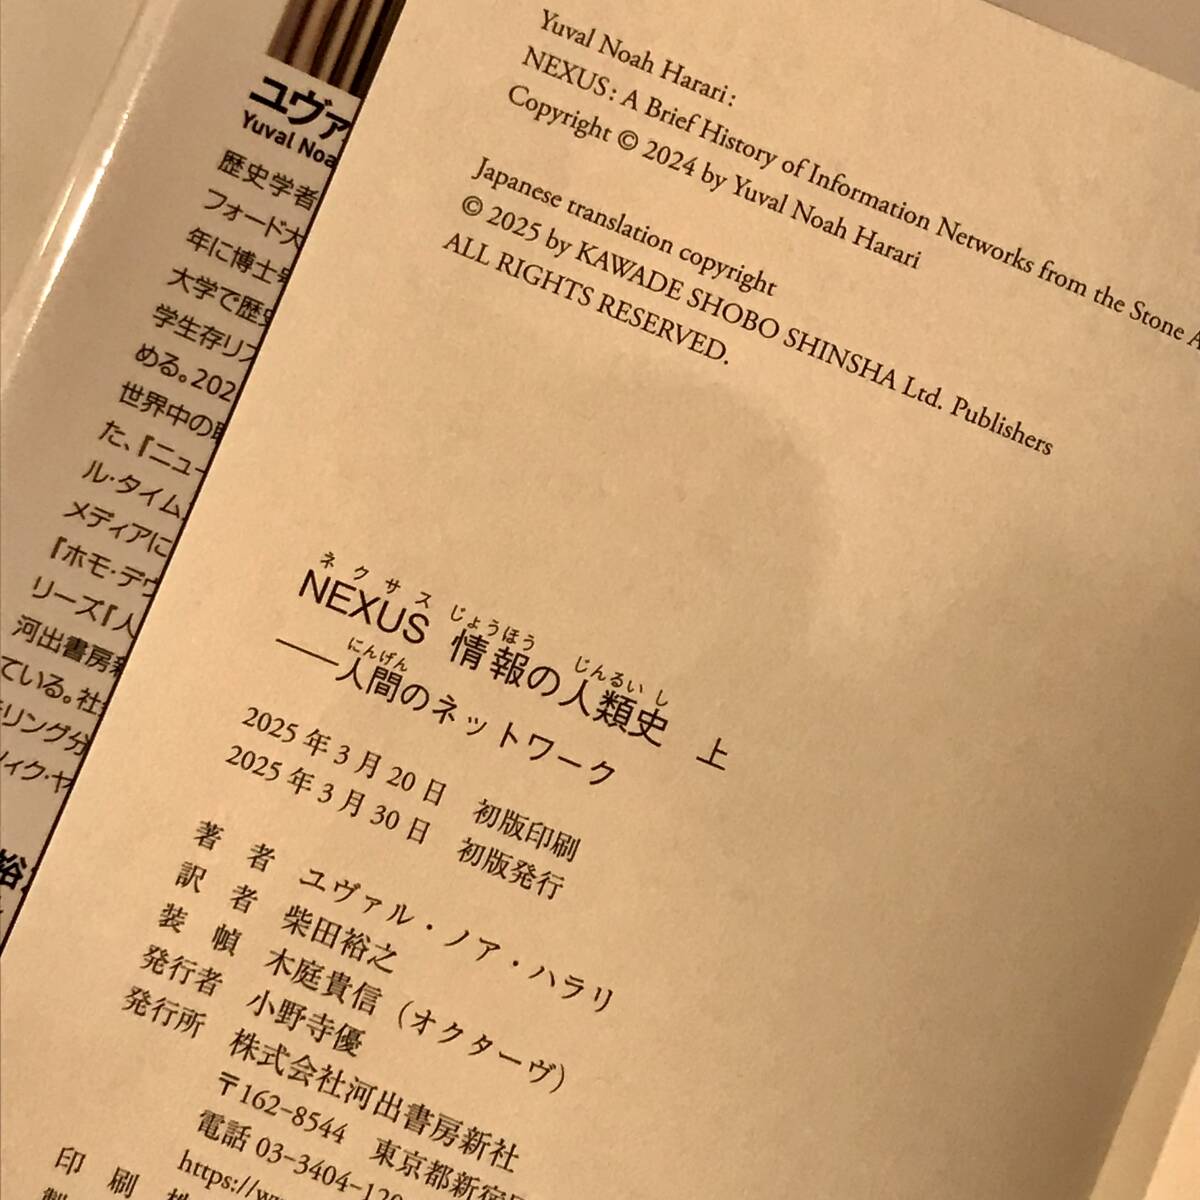 Yuval Noah Harari:
NEXUS: A Brief History of Information Networks from the Stone A
Copyright © 2024 by Yuval Noah Harari
Japanese translation copyright
© 2025 by KAWADE SHOBO SHINSHA Ltd. Publishers
ALL RIGHTS RESERVED.
ネクサス じょうほう じんるいし
NEXUS 情報の人類史 上
にんげん
――人間のネットワーク
2025年3月20日 初版印刷
2025年3月30日 初版発行
著 者 ユヴァル・ノア・ハラリ
訳 者 柴田裕之
装 幀 木庭貴信(オクターヴ)
発行者 小野寺優
発行所 株式会社河出書房新社
〒162-8544 東京都新宿
電話 03-3404-120
https://w
印 刷 株
ユヴァ
Yuval Noa
歴史学者
フォード大
年に博士
大学で歴史
学生存リス
める。202
世界中の
た、『ニュー
ル・タイム
メディアに
『ホモ・デウ
リーズ『人
河出書房新
ている。社
リング分
ィク・ヤ
裕